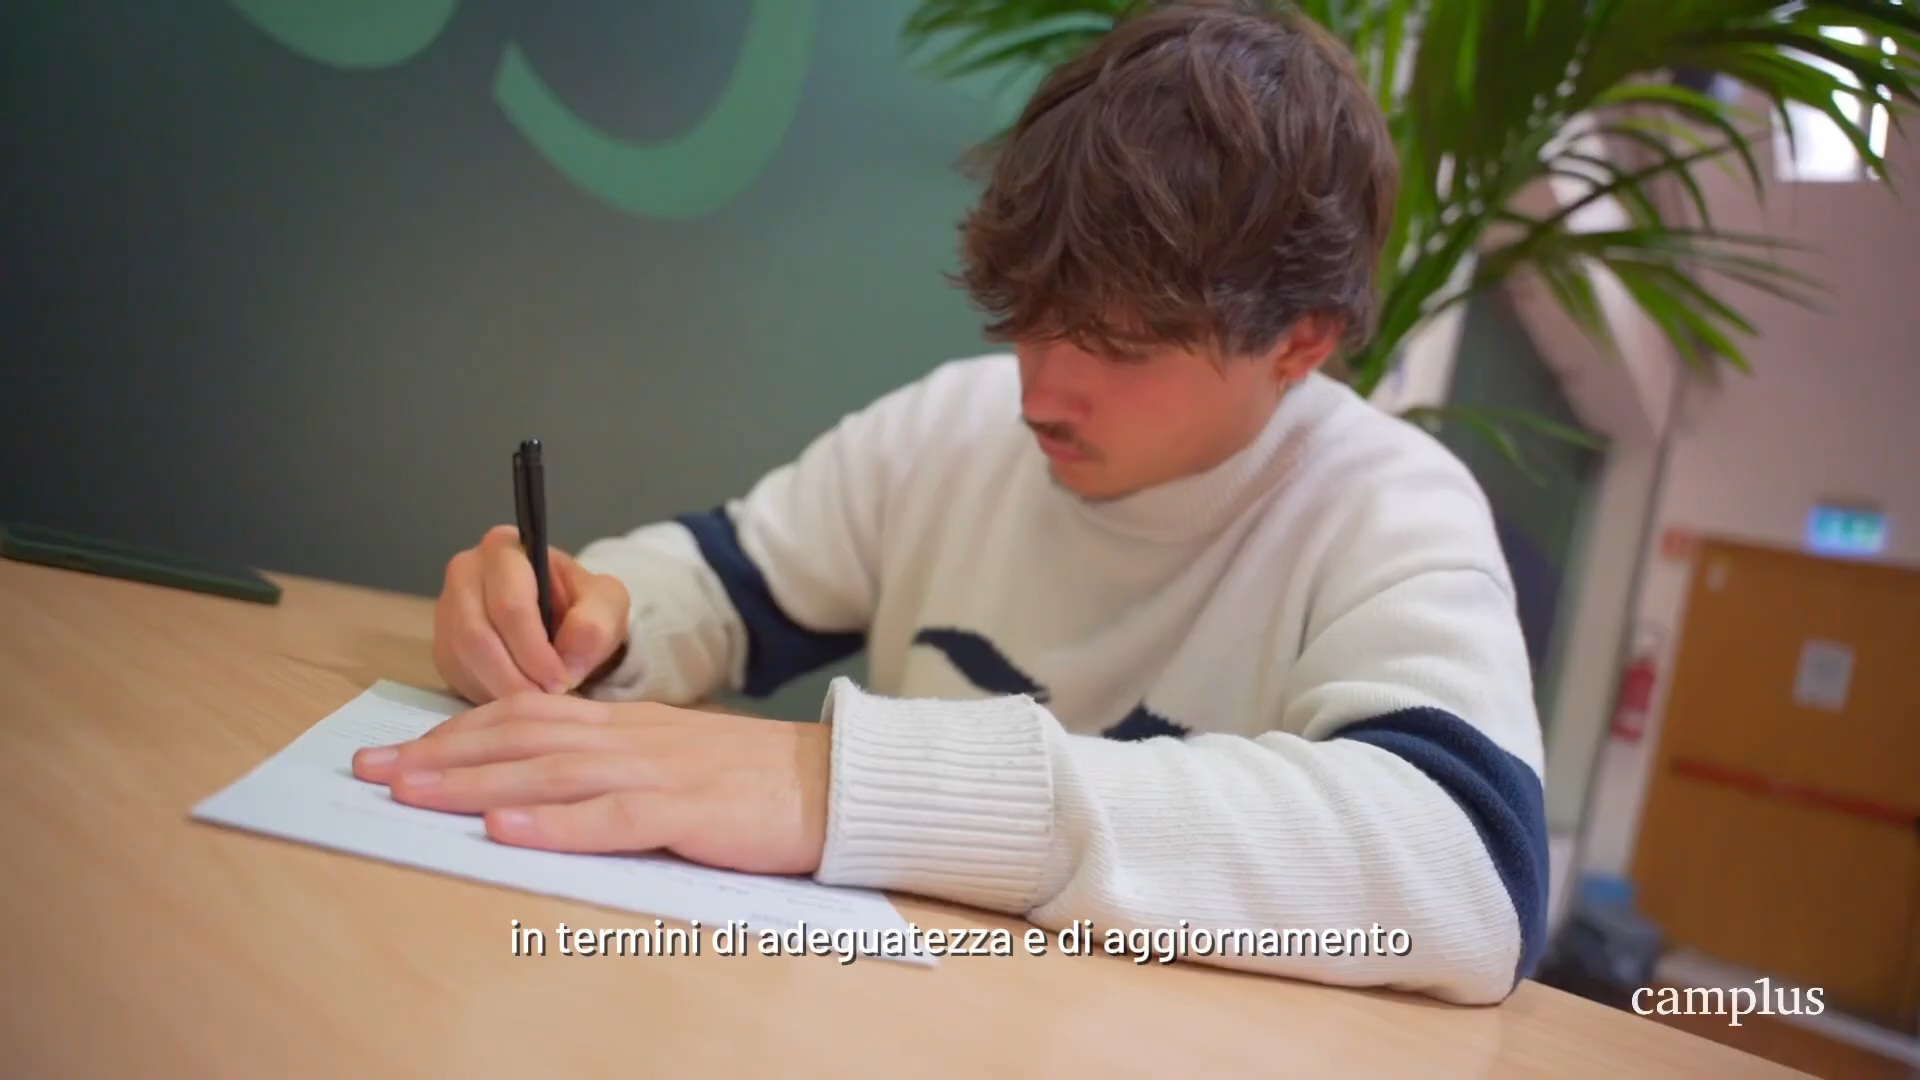 in termini di adeguatezza e di aggiornamento
camplus